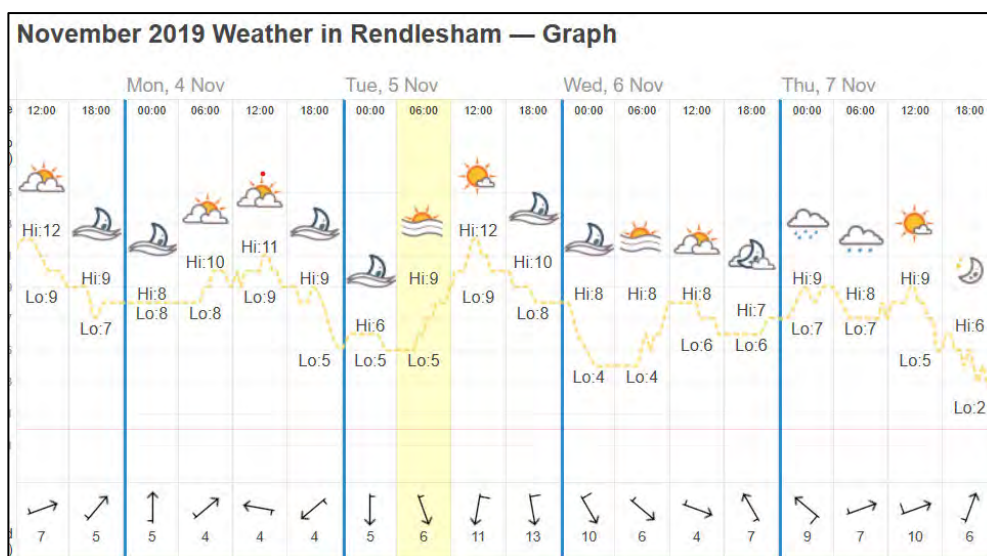 November 2019 Weather in Rendlesham — Graph
Mon, 4 Nov Tue, 5 Nov Wed, 6 Nov Thu, 7 Nov
12:00 18:00 00:00 06:00 12:00 18:00 00:00 06:00 12:00 18:00 00:00 06:00 12:00 18:00 00:00 06:00 12:00 18:00
Hi:12 Hi:9 Hi:8 Hi:10 Hi:11 Hi:9 Hi:6 Hi:9 Hi:12 Hi:10 Hi:8 Hi:8 Hi:8 Hi:7 Hi:9 Hi:8 Hi:9 Hi:6
Lo:9 Lo:7 Lo:8 Lo:8 Lo:9 Lo:5 Lo:5 Lo:5 Lo:9 Lo:8 Lo:4 Lo:4 Lo:6 Lo:6 Lo:7 Lo:7 Lo:5 Lo:2
7 5 5 4 4 4 5 6 11 13 10 6 4 7 9 7 10 6